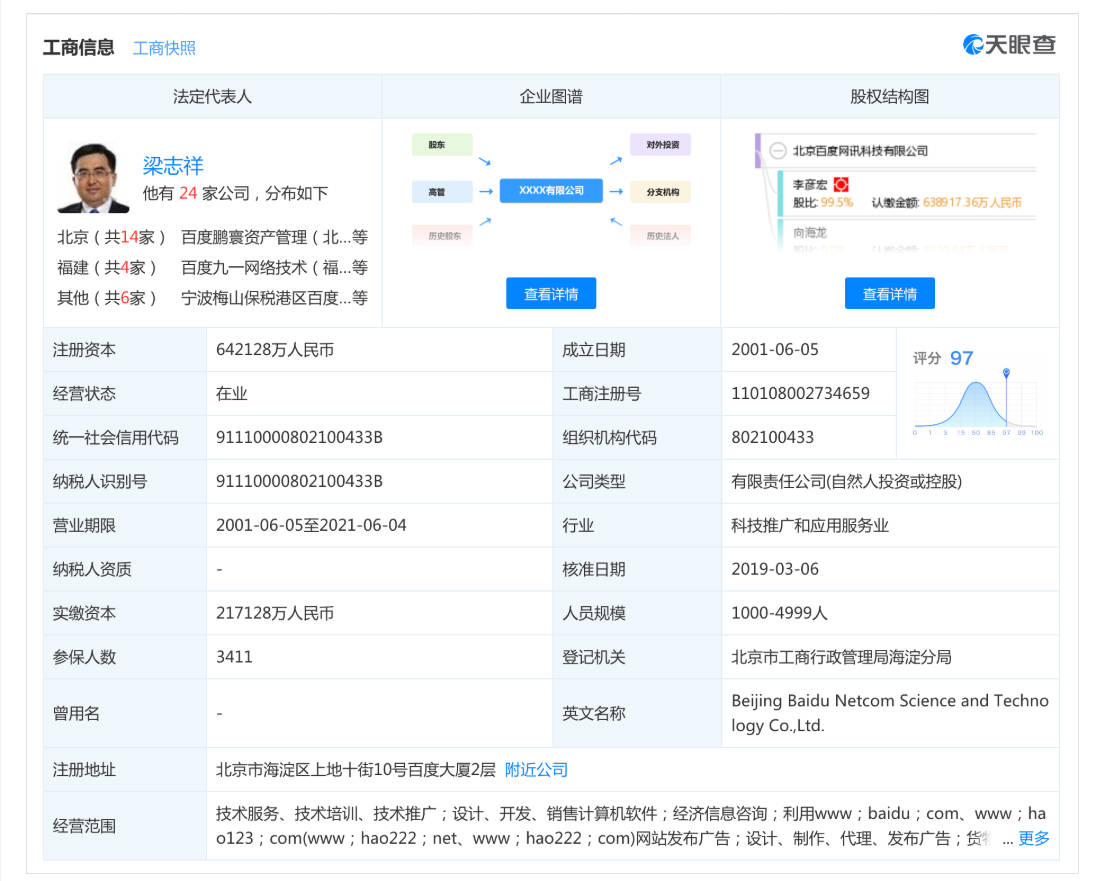 工商信息 工商快照
天眼查
法定代表人 企业图谱 股权结构图
梁志祥
他有 24 家公司，分布如下
北京（共14家） 百度鹏寰资产管理（北...等
福建（共4家） 百度九一网络技术（福...等
其他（共6家） 宁波梅山保税港区百度...等
股东 对外投资
高管 XXXX有限公司 分支机构
历史股东 历史法人
查看详情
北京百度网讯科技有限公司
李彦宏
股比: 99.5% 认缴金额: 638917.36万人民币
向海龙
查看详情
注册资本 642128万人民币 成立日期 2001-06-05
评分 97
0 1 3 15 50 85 97 99 100
经营状态 在业 工商注册号 110108002734659
统一社会信用代码 91110000802100433B 组织机构代码 802100433
纳税人识别号 91110000802100433B 公司类型 有限责任公司(自然人投资或控股)
营业期限 2001-06-05至2021-06-04 行业 科技推广和应用服务业
纳税人资质 - 核准日期 2019-03-06
实缴资本 217128万人民币 人员规模 1000-4999人
参保人数 3411 登记机关 北京市工商行政管理局海淀分局
曾用名 - 英文名称 Beijing Baidu Netcom Science and Techno
logy Co.,Ltd.
注册地址 北京市海淀区上地十街10号百度大厦2层 附近公司
经营范围 技术服务、技术培训、技术推广；设计、开发、销售计算机软件；经济信息咨询；利用www；baidu；com、www；ha
o123；com(www；hao222；net、www；hao222；com)网站发布广告；设计、制作、代理、发布广告；货 ... 更多